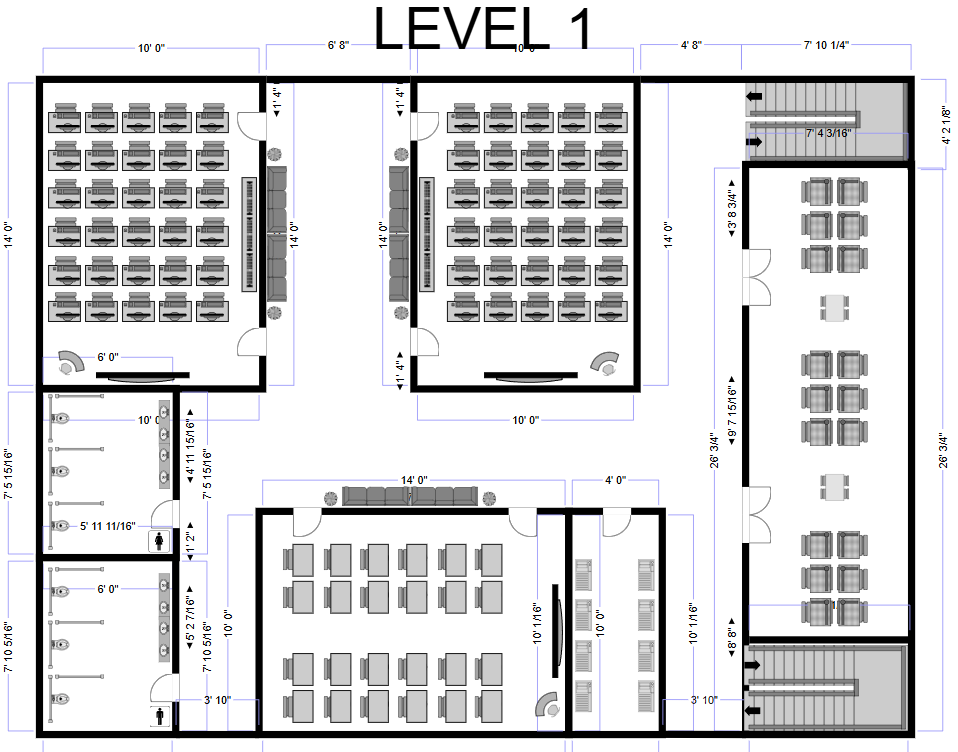 LEVEL 1
10' 0"
6' 8"
10' 0"
4' 8"
7' 10 1/4"
1' 4"
1' 4"
4' 2 1/8"
7' 4 3/16"
3' 8 3/4"
14' 0"
14' 0"
14' 0"
14' 0"
6' 0"
1' 4"
10' 0"
10' 0"
9' 7 15/16"
26' 3/4"
26' 3/4"
4' 11 15/16"
7' 5 15/16"
7' 5 15/16"
14' 0"
4' 0"
5' 11 11/16"
1' 2"
6' 0"
5' 2 7/16"
7' 10 5/16"
7' 10 5/16"
10' 0"
10' 1/16"
10' 0"
10' 1/16"
8' 8"
3' 10"
3' 10"